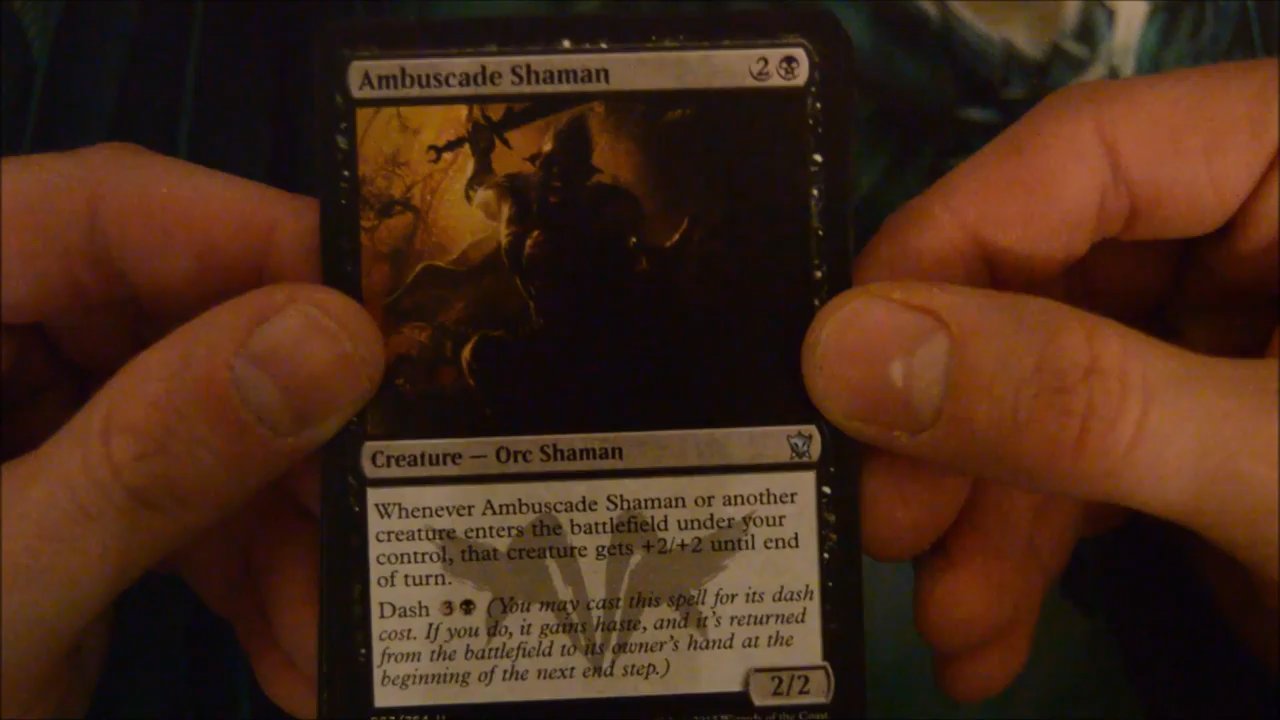 Ambuscade Shaman 2
Creature — Orc Shaman
Whenever Ambuscade Shaman or another
creature enters the battlefield under your
control, that creature gets +2/+2 until end
of turn.
Dash 3 (You may cast this spell for its dash
cost. If you do, it gains haste, and it's returned
from the battlefield to its owner's hand at the
beginning of the next end step.)
2/2